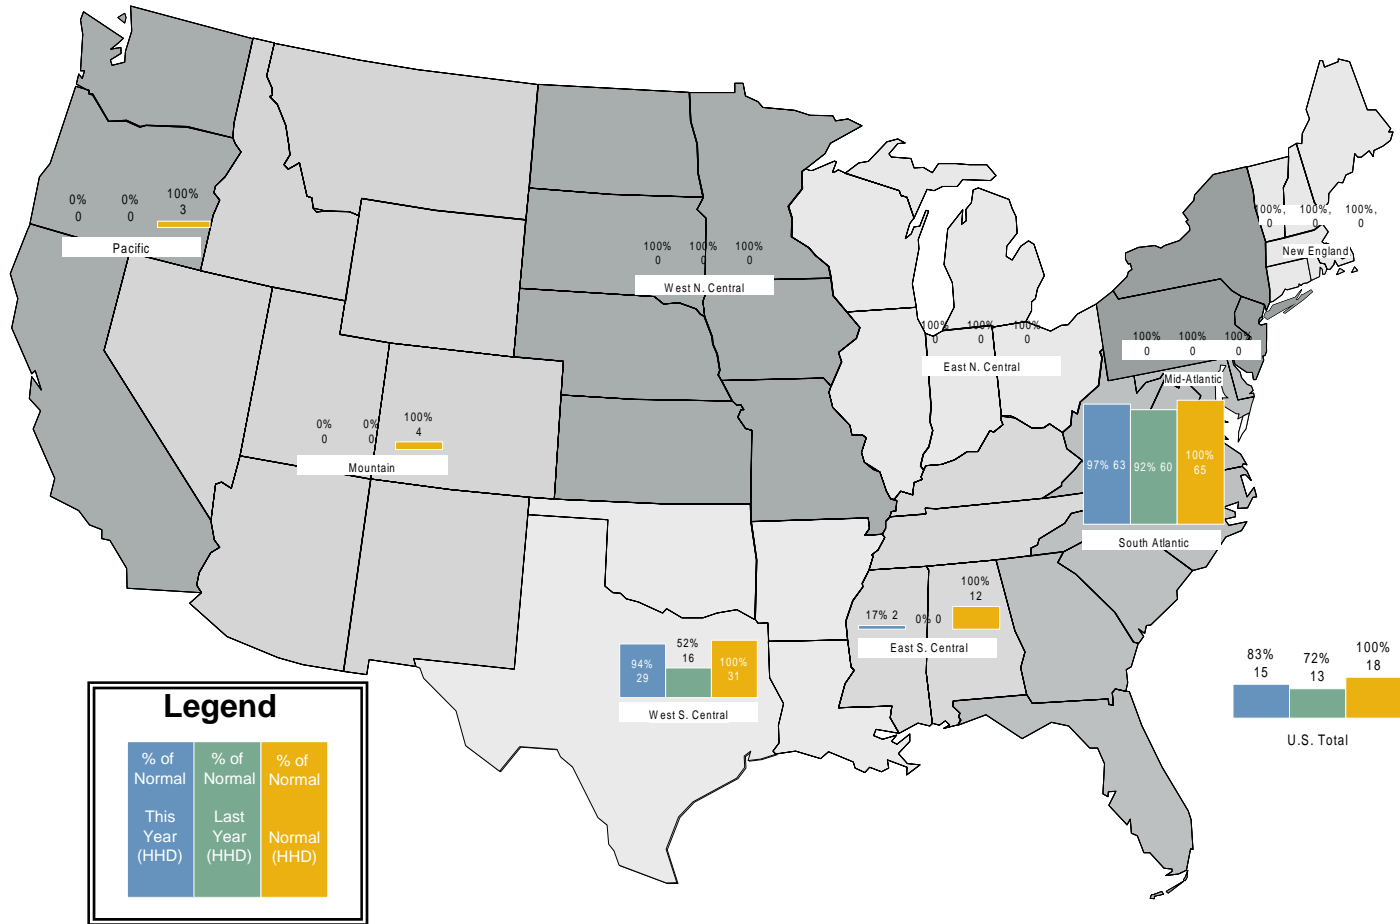 0%
0
0%
0
100%
3
Pacific
100%
0
100%
0
100%
0
West N. Central
100%,
0
100%,
0
100%,
0
New England
100%
0
100%
0
100%
0
East N. Central
100%
0
100%
0
100%
0
Mid-Atlantic
0%
0
0%
0
100%
4
Mountain
97% 63
92% 60
100%
65
South Atlantic
17% 2
0% 0
100%
12
East S. Central
94%
29
52%
16
100%
31
West S. Central
83%
15
72%
13
100%
18
U.S. Total
Legend
% of
Normal
This
Year
(HHD)
% of
Normal
Last
Year
(HHD)
% of
Normal
Normal
(HHD)